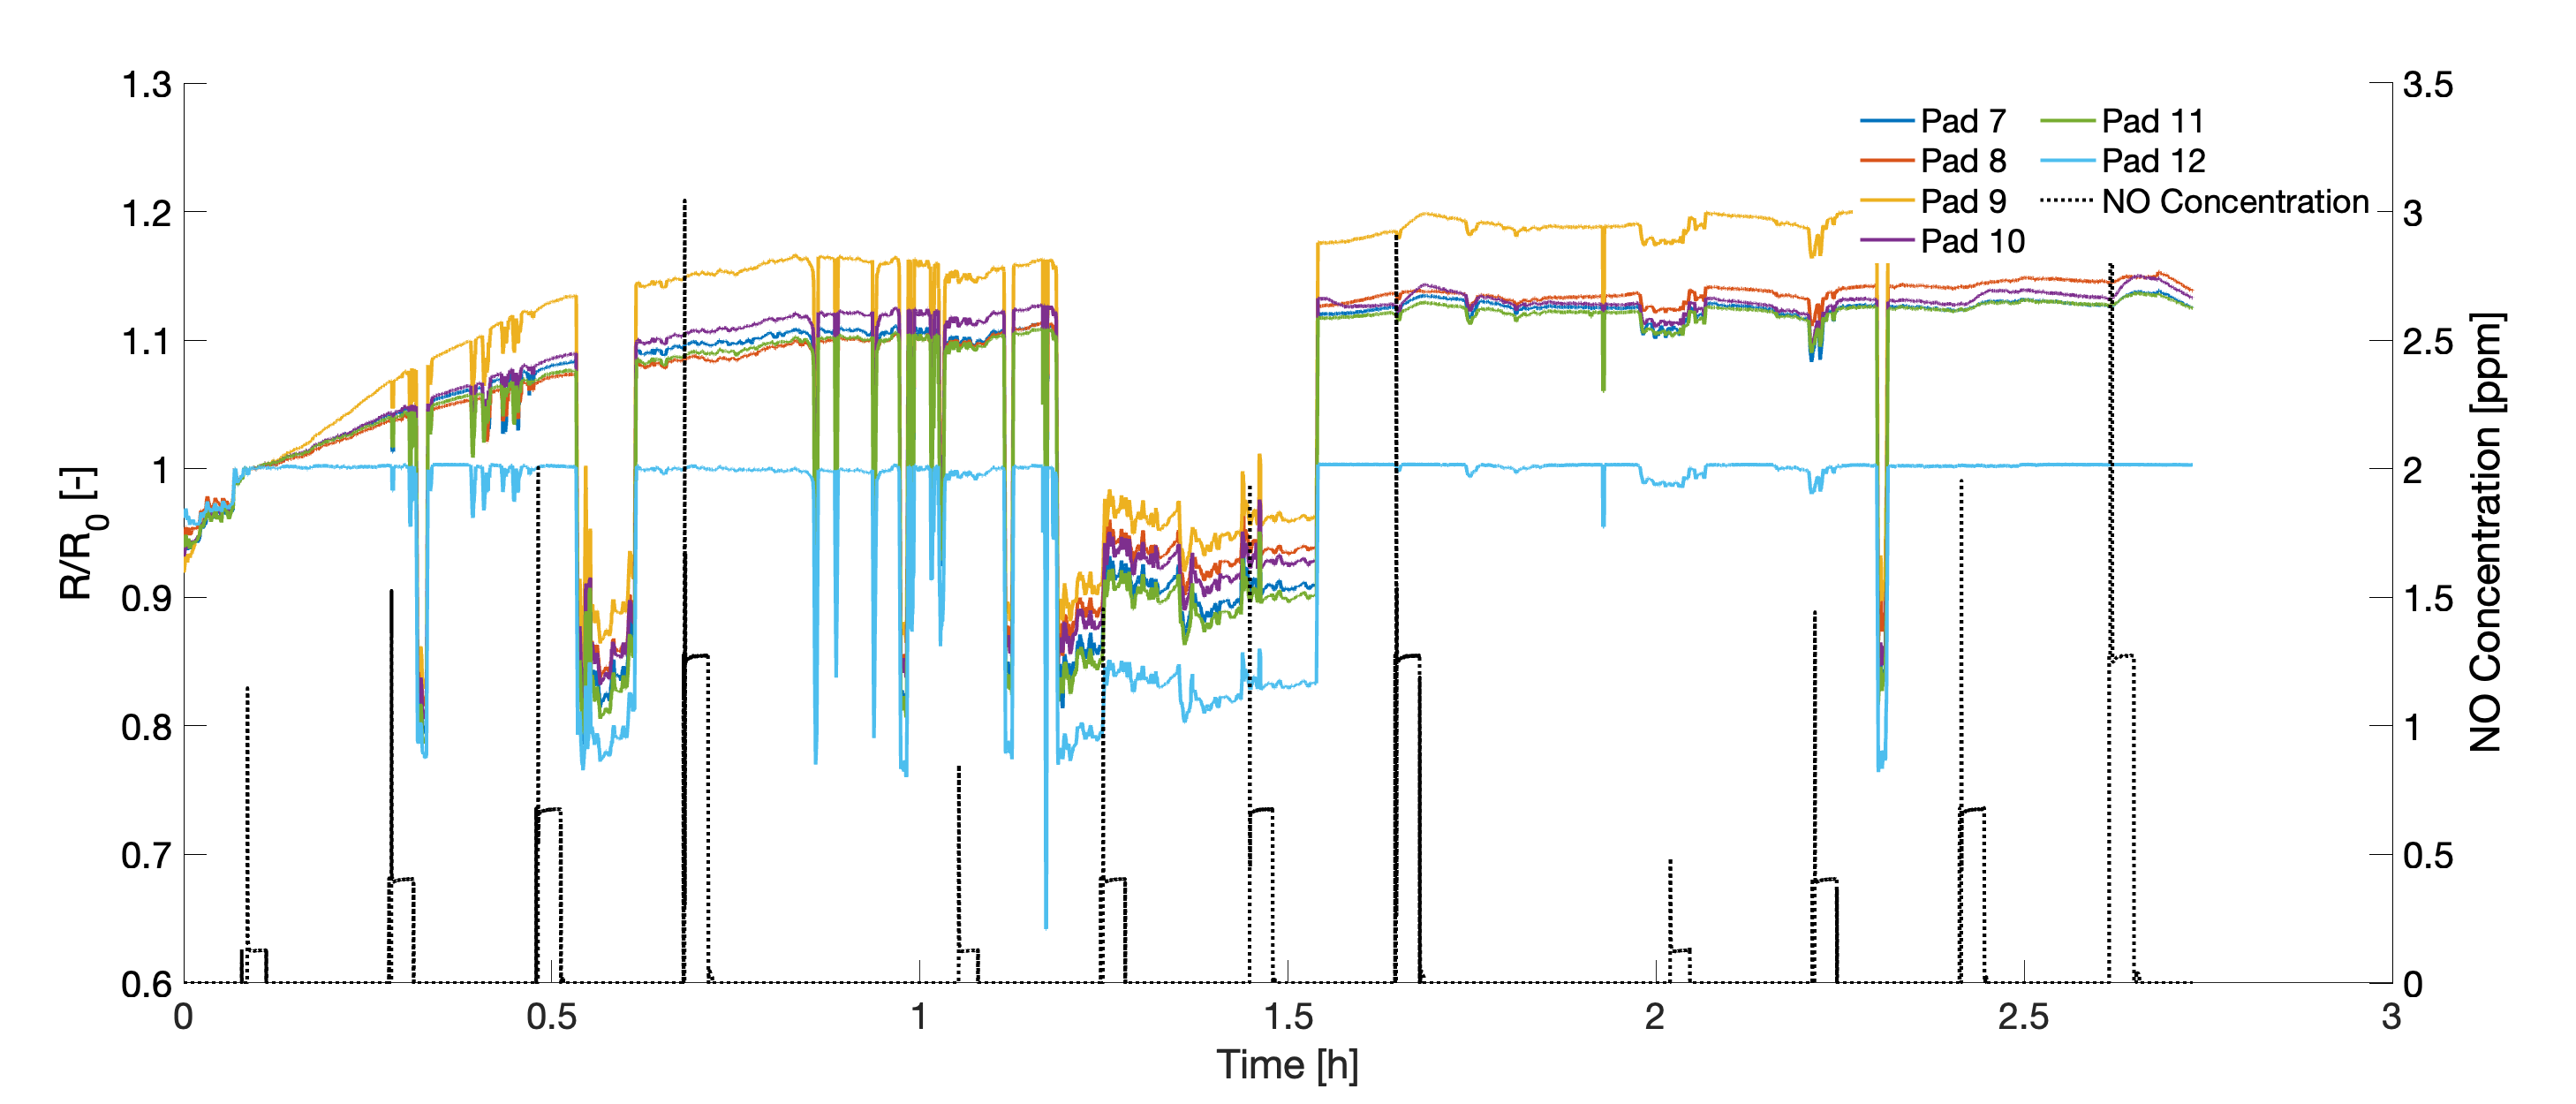 1.3
1.2
1.1
1
0.9
0.8
0.7
0.6
R/R0 [-]
0
0.5
1
1.5
2
2.5
3
Time [h]
3.5
3
2.5
2
1.5
1
0.5
0
NO Concentration [ppm]
Pad 7
Pad 8
Pad 9
Pad 10
Pad 11
Pad 12
NO Concentration